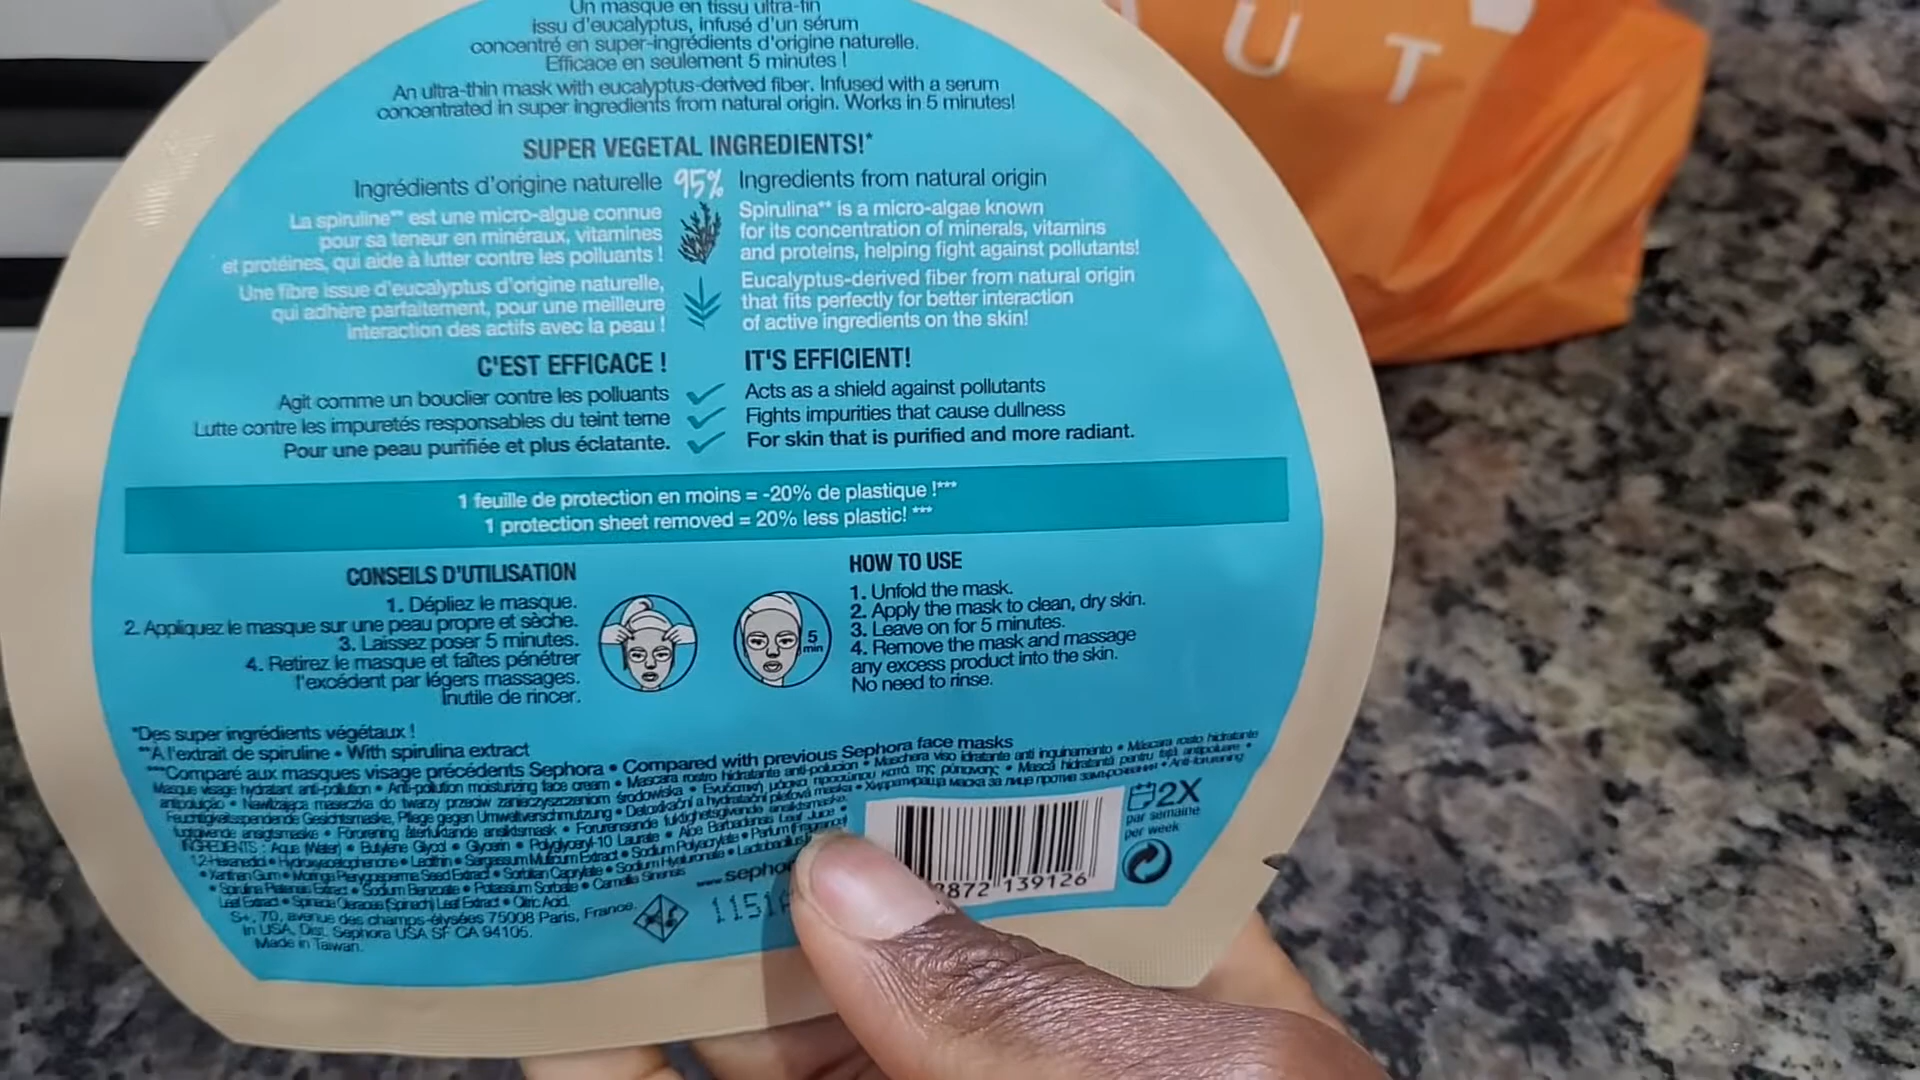 Un masque en tissu ultra-fin
issu d'eucalyptus, infusé d'un sérum
concentré en super-ingrédients d'origine naturelle.
Efficace en seulement 5 minutes !
An ultra-thin mask with eucalyptus-derived fiber. Infused with a serum
concentrated in super ingredients from natural origin. Works in 5 minutes!
SUPER VEGETAL INGREDIENTS!*
Ingrédients d'origine naturelle 95% Ingredients from natural origin
La spiruline** est une micro-algue connue
pour sa teneur en minéraux, vitamines
et protéines, qui aide à lutter contre les polluants !
Spirulina** is a micro-algae known
for its concentration of minerals, vitamins
and proteins, helping fight against pollutants!
Une fibre issue d'eucalyptus d'origine naturelle,
qui adhère parfaitement, pour une meilleure
interaction des actifs avec la peau !
Eucalyptus-derived fiber from natural origin
that fits perfectly for better interaction
of active ingredients on the skin!
C'EST EFFICACE !
Agit comme un bouclier contre les polluants
Lutte contre les impuretés responsables du teint terne
Pour une peau purifiée et plus éclatante.
IT'S EFFICIENT!
Acts as a shield against pollutants
Fights impurities that cause dullness
For skin that is purified and more radiant.
1 feuille de protection en moins = -20% de plastique !***
1 protection sheet removed = 20% less plastic! ***
CONSEILS D'UTILISATION
1. Dépliez le masque.
2. Appliquez le masque sur une peau propre et sèche.
3. Laissez poser 5 minutes.
4. Retirez le masque et faîtes pénétrer
l'excédent par légers massages.
Inutile de rincer.
5
min
HOW TO USE
1. Unfold the mask.
2. Apply the mask to clean, dry skin.
3. Leave on for 5 minutes.
4. Remove the mask and massage
any excess product into the skin.
No need to rinse.
*Des super ingrédients végétaux !
**A l'extrait de spiruline • With spirulina extract
***Comparé aux masques visage précédents Sephora • Compared with previous Sephora face masks
Masque visage hydratant anti-pollution • Anti-pollution moisturizing face cream • Mascara rostro hidratante anti-polucion • Maschera viso idratante anti inquinamento • Máscara rosto hidratante
antipoluição • Nawilżająca maseczka do twarzy przeciw zanieczyszczeniom środowiska
Feuchtigkeitsspendende Gesichtsmaske, Pflege gegen Umweltverschmutzung
INGREDIENTS : Aqua (Water) • Butylene Glycol • Glycerin • Polyglyceryl-10 Laurate • Aloe Barbadensis Leaf Juice • Parfum (Fragrance)
1,2-Hexanediol • Hydroxyacetophenone • Lecithin • Sargassum Muticum Extract • Sodium Polyacrylate
• Xanthan Gum • Moringa Pterygosperma Seed Extract • Sorbitan Caprylate • Sodium Hyaluronate
• Spirulina Platensis Extract • Sodium Benzoate • Potassium Sorbate • Camellia Sinensis
Leaf Extract • Spinacia Oleracea (Spinach) Leaf Extract • Citric Acid.
S+, 70, avenue des champs-élysées 75008 Paris, France.
In USA, Dist. Sephora USA SF CA 94105.
Made in Taiwan.
872 139126
2X
par semaine
per week
U T